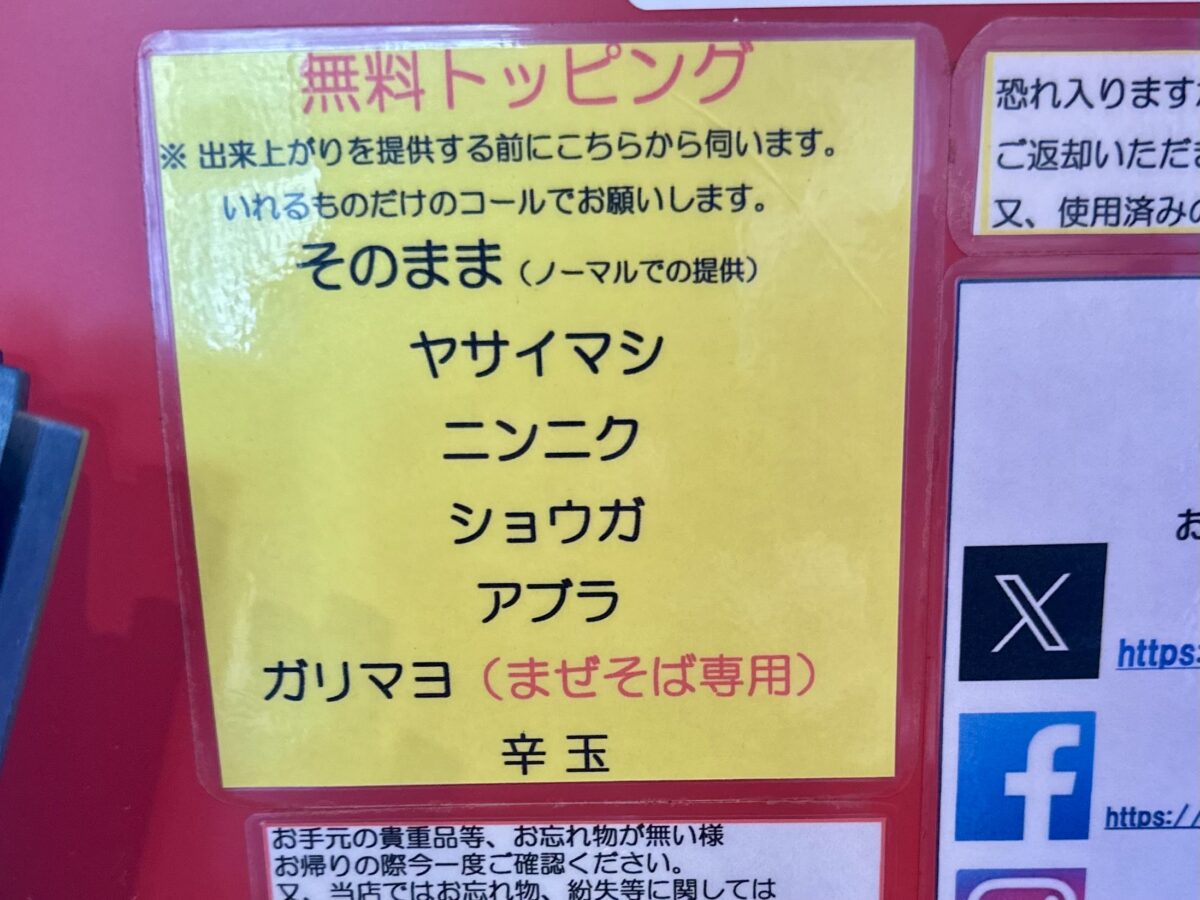 無料トッピング
※ 出来上がりを提供する前にこちらから伺います。
いれるものだけのコールでお願いします。
そのまま（ノーマルでの提供）
ヤサイマシ
ニンニク
ショウガ
アブラ
ガリマヨ（まぜそば専用）
辛 玉
お手元の貴重品等、お忘れ物が無い様
お帰りの際今一度ご確認ください。
又、当店ではお忘れ物、紛失等に関しては
恐れ入ります
ご返却いただき
又、使用済みの
お
https:
https://